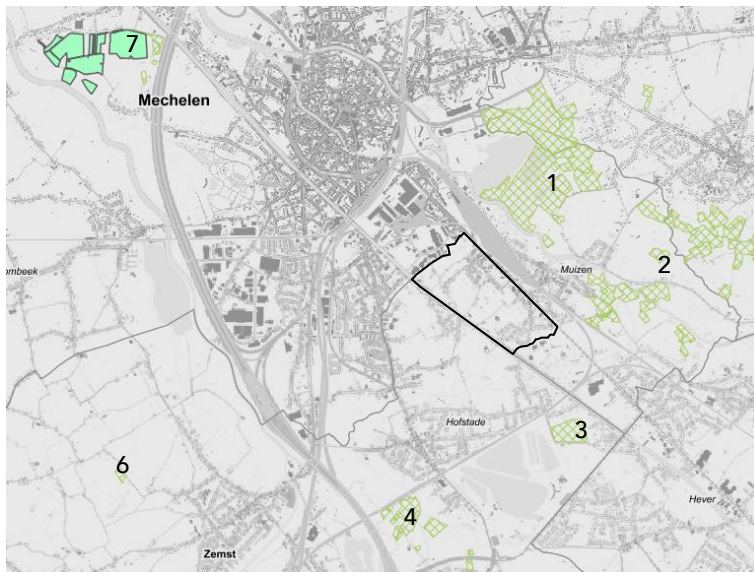 7
Mechelen
1
2
ombeek
Muizen
Hofstade
3
6
4
Hever
Zemst